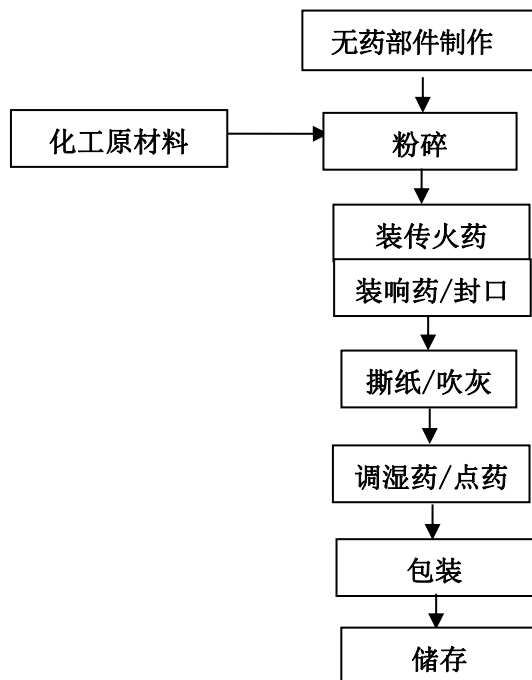 无药部件制作
化工原材料
粉碎
装传火药
装响药/封口
撕纸/吹灰
调湿药/点药
包装
储存